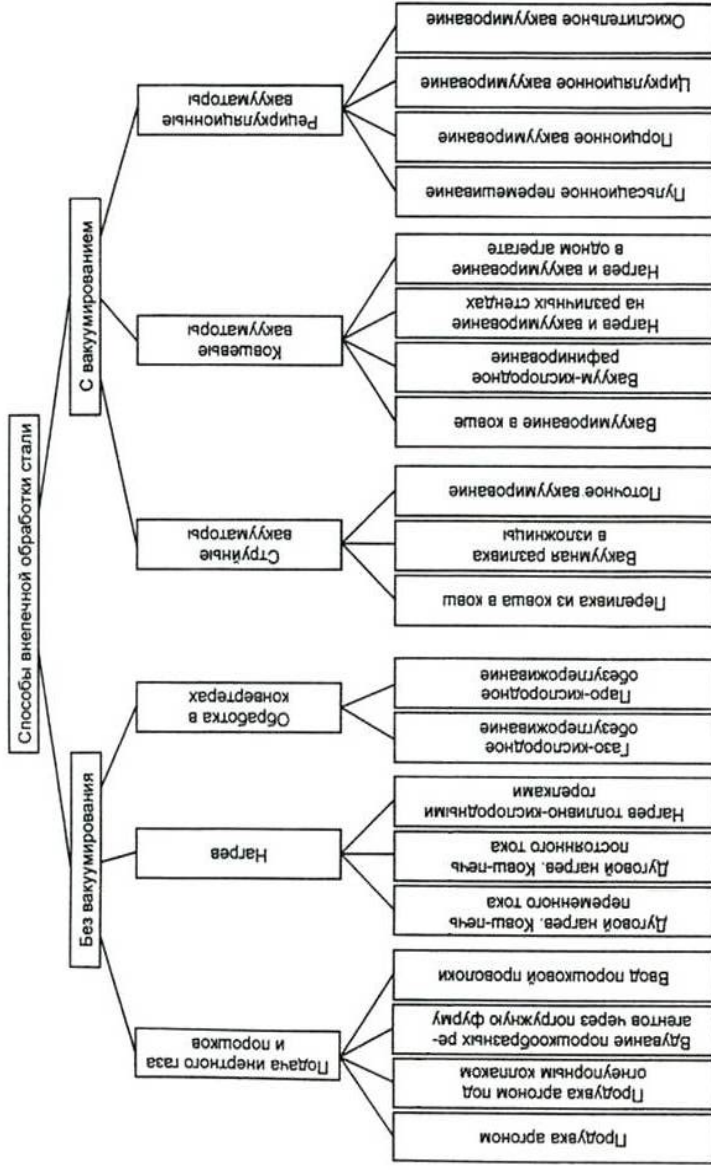 Способы внепечной обработки стали
Без вакуумирования
С вакуумированием
Подача инертного газа
и порошков
Нагрев
Обработка в
конвертерах
Струйные
вакууматоры
Ковшевые
вакууматоры
Рециркуляционные
вакууматоры
Продувка аргоном
Продувка аргоном под
огнеупорным колпаком
Вдувание порошкообразных ре-
агентов через погружную фурму
Ввод порошковой проволоки
Дуговой нагрев. Ковш-печь
переменного тока
Дуговой нагрев. Ковш-печь
постоянного тока
Нагрев топливно-кислородными
горелками
Газо-кислородное
обезуглероживание
Паро-кислородное
обезуглероживание
Переливка из ковша в ковш
Вакуумная разливка
в изложницы
Поточное вакуумирование
Вакуумирование в ковше
Вакуум-кислородное
рафинирование
Нагрев и вакуумирование
на различных стендах
Нагрев и вакуумирование
в одном агрегате
Пульсационное перемешивание
Порционное вакуумирование
Циркуляционное вакуумирование
Окислительное вакуумирование